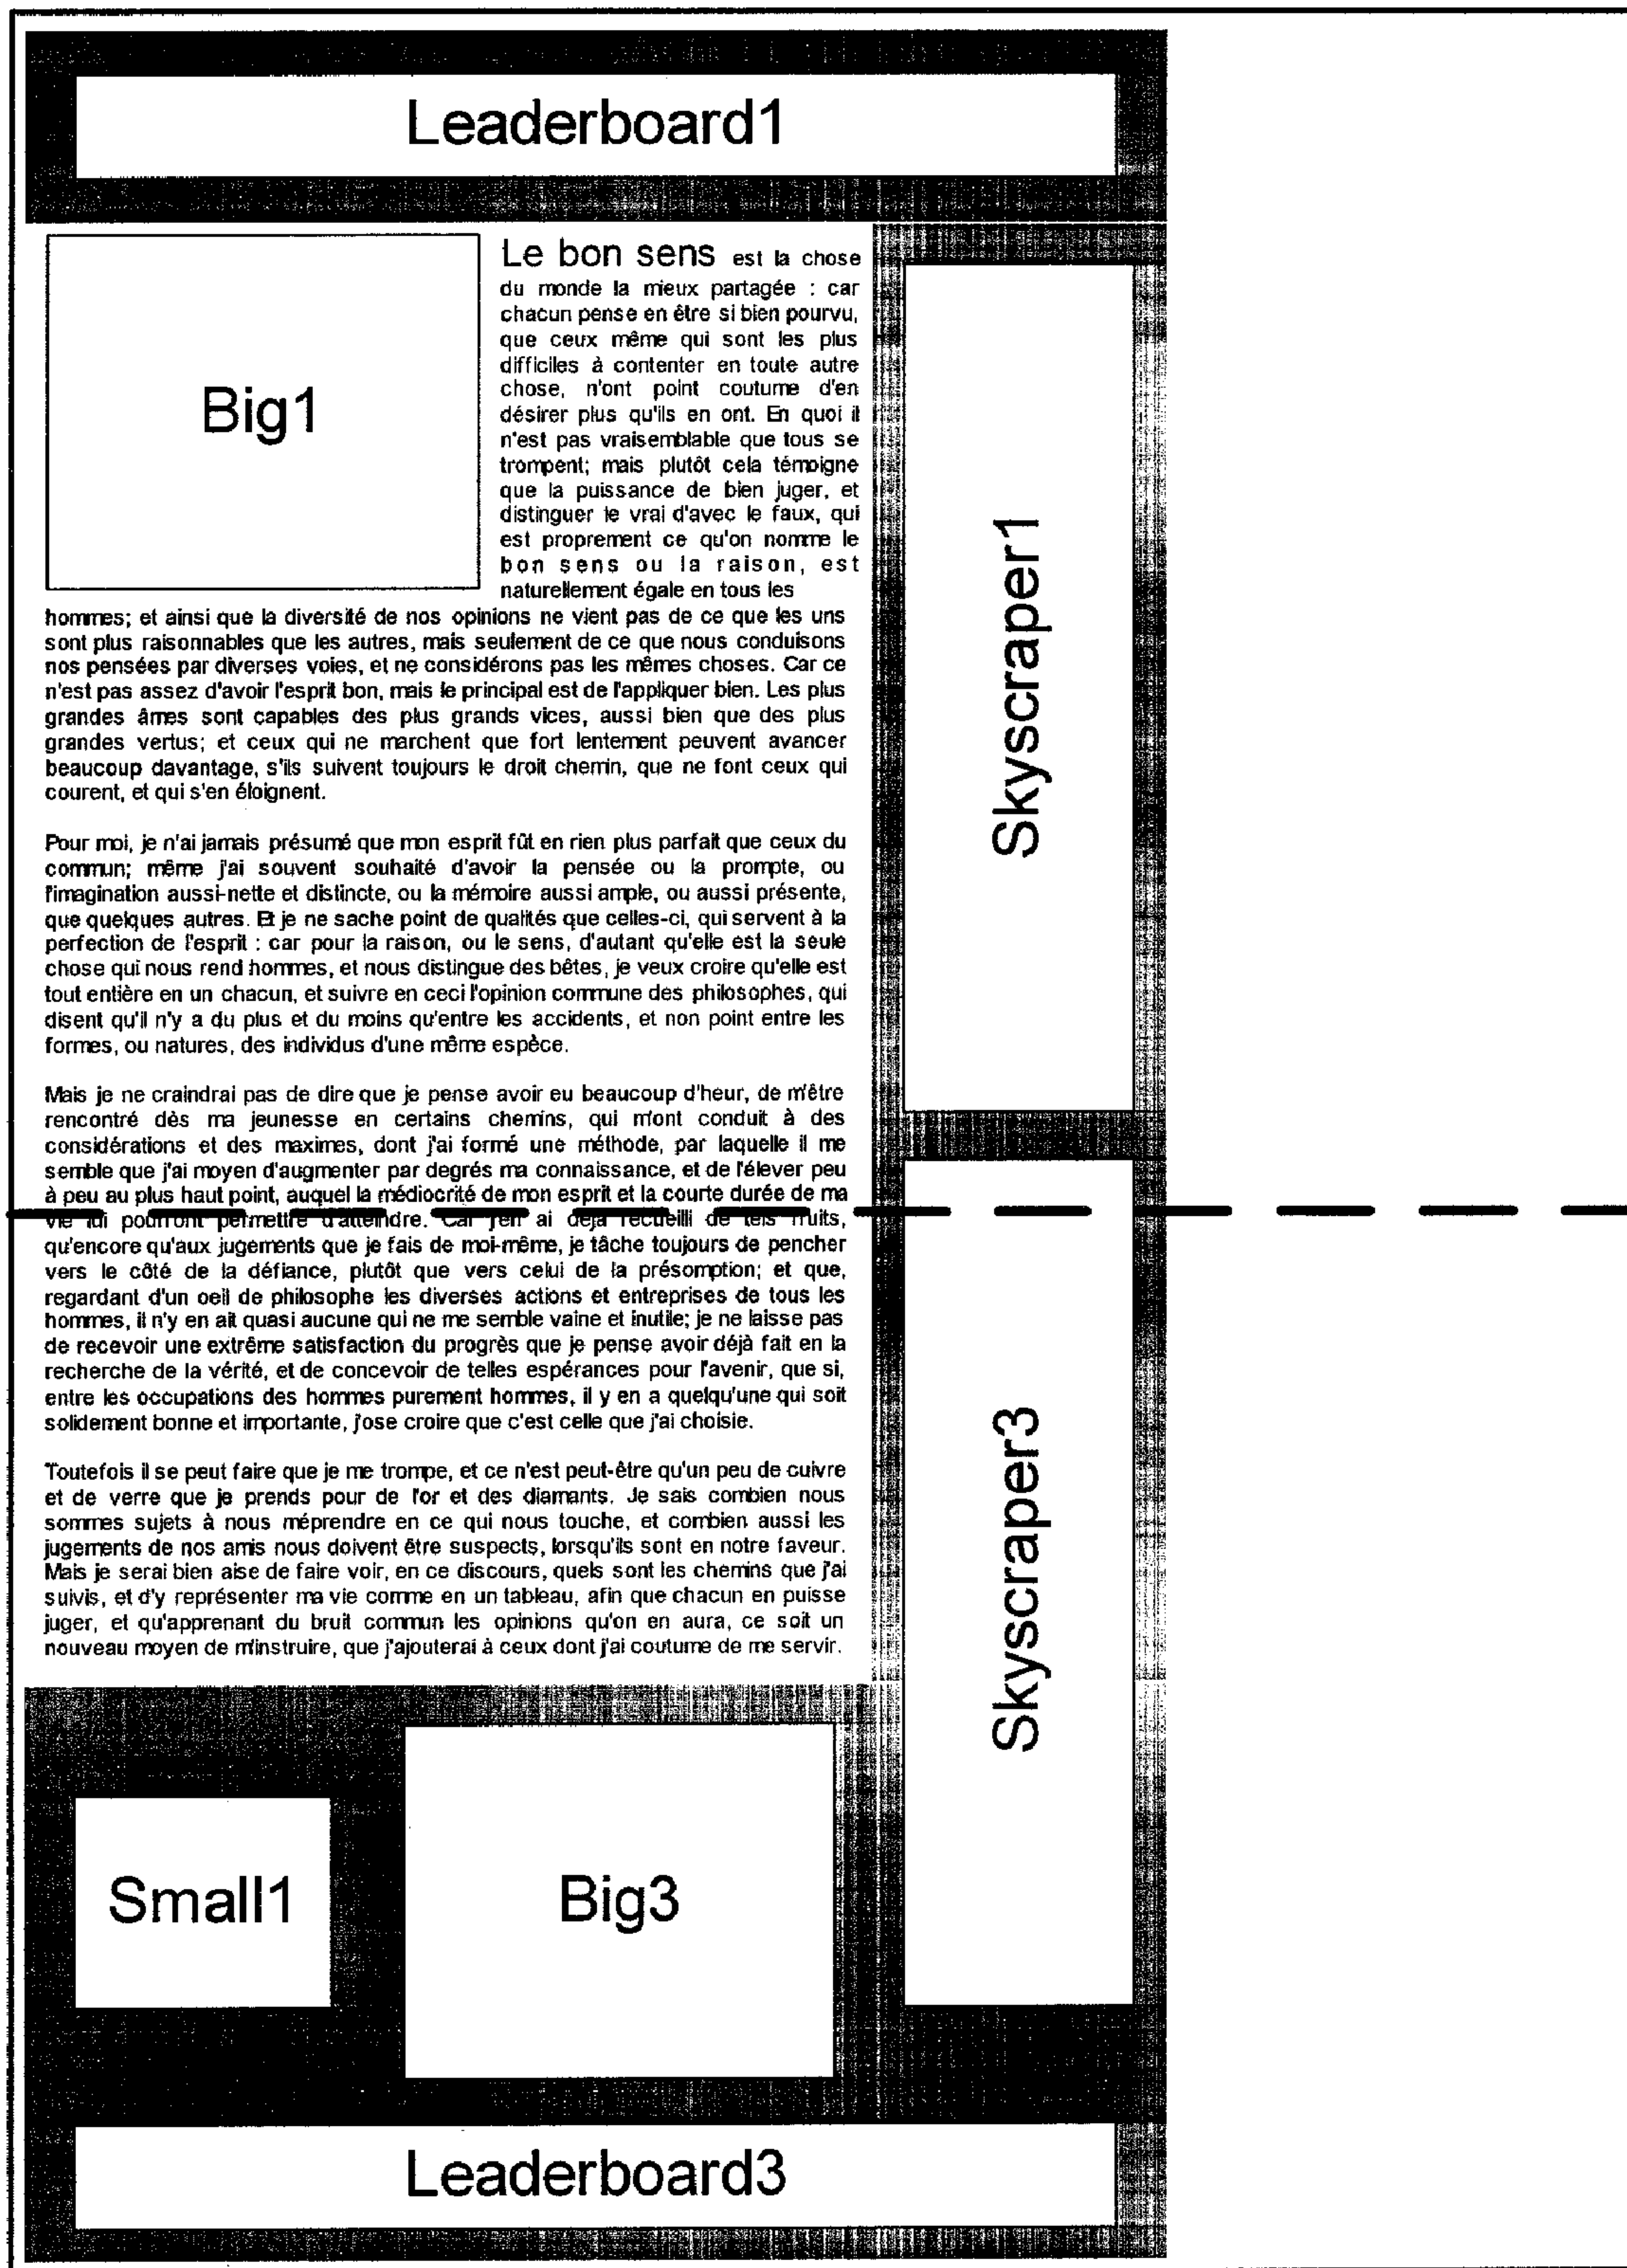 Leaderboard1
Big1
Le bon sens est la chose
du monde la mieux partagée : car
chacun pense en être si bien pourvu,
que ceux même qui sont les plus
difficiles à contenter en toute autre
chose, n'ont point coutume d'en
désirer plus qu'ils en ont. En quoi il
n'est pas vraisemblable que tous se
trompent; mais plutôt cela témoigne
que la puissance de bien juger, et
distinguer le vrai d'avec le faux, qui
est proprement ce qu'on nomme le
bon sens ou la raison, est
naturellement égale en tous les
hommes; et ainsi que la diversité de nos opinions ne vient pas de ce que les uns
sont plus raisonnables que les autres, mais seulement de ce que nous conduisons
nos pensées par diverses voies, et ne considérons pas les mêmes choses. Car ce
n'est pas assez d'avoir l'esprit bon, mais le principal est de l'appliquer bien. Les plus
grandes âmes sont capables des plus grands vices, aussi bien que des plus
grandes vertus; et ceux qui ne marchent que fort lentement peuvent avancer
beaucoup davantage, s'ils suivent toujours le droit chemin, que ne font ceux qui
courent, et qui s'en éloignent.
Pour moi, je n'ai jamais présumé que mon esprit fût en rien plus parfait que ceux du
commun; même j'ai souvent souhaité d'avoir la pensée ou la prompte, ou
l'imagination aussi-nette et distincte, ou la mémoire aussi ample, ou aussi présente,
que quelques autres. Et je ne sache point de qualités que celles-ci, qui servent à la
perfection de l'esprit : car pour la raison, ou le sens, d'autant qu'elle est la seule
chose qui nous rend hommes, et nous distingue des bêtes, je veux croire qu'elle est
tout entière en un chacun, et suivre en ceci l'opinion commune des philosophes, qui
disent qu'il n'y a du plus et du moins qu'entre les accidents, et non point entre les
formes, ou natures, des individus d'une même espèce.
Mais je ne craindrai pas de dire que je pense avoir eu beaucoup d'heur, de m'être
rencontré dès ma jeunesse en certains chemins, qui m'ont conduit à des
considérations et des maximes, dont j'ai formé une méthode, par laquelle il me
semble que j'ai moyen d'augmenter par degrés ma connaissance, et de l'élever peu
à peu au plus haut point, auquel la médiocrité de mon esprit et la courte durée de ma
vie lui pourront permettre d'atteindre. Car j'en ai déjà recueilli de tels fruits,
qu'encore qu'aux jugements que je fais de moi-même, je tâche toujours de pencher
vers le côté de la défiance, plutôt que vers celui de la présomption; et que,
regardant d'un oeil de philosophe les diverses actions et entreprises de tous les
hommes, il n'y en ait quasi aucune qui ne me semble vaine et inutile; je ne laisse pas
de recevoir une extrême satisfaction du progrès que je pense avoir déjà fait en la
recherche de la vérité, et de concevoir de telles espérances pour l'avenir, que si,
entre les occupations des hommes purement hommes, il y en a quelqu'une qui soit
solidement bonne et importante, j'ose croire que c'est celle que j'ai choisie.
Toutefois il se peut faire que je me trompe, et ce n'est peut-être qu'un peu de cuivre
et de verre que je prends pour de l'or et des diamants. Je sais combien nous
sommes sujets à nous méprendre en ce qui nous touche, et combien aussi les
jugements de nos amis nous doivent être suspects, lorsqu'ils sont en notre faveur.
Mais je serai bien aise de faire voir, en ce discours, quels sont les chemins que j'ai
suivis, et d'y représenter ma vie comme en un tableau, afin que chacun en puisse
juger, et qu'apprenant du bruit commun les opinions qu'on en aura, ce soit un
nouveau moyen de m'instruire, que j'ajouterai à ceux dont j'ai coutume de me servir.
Skyscraper1
Skyscraper3
Small1
Big3
Leaderboard3